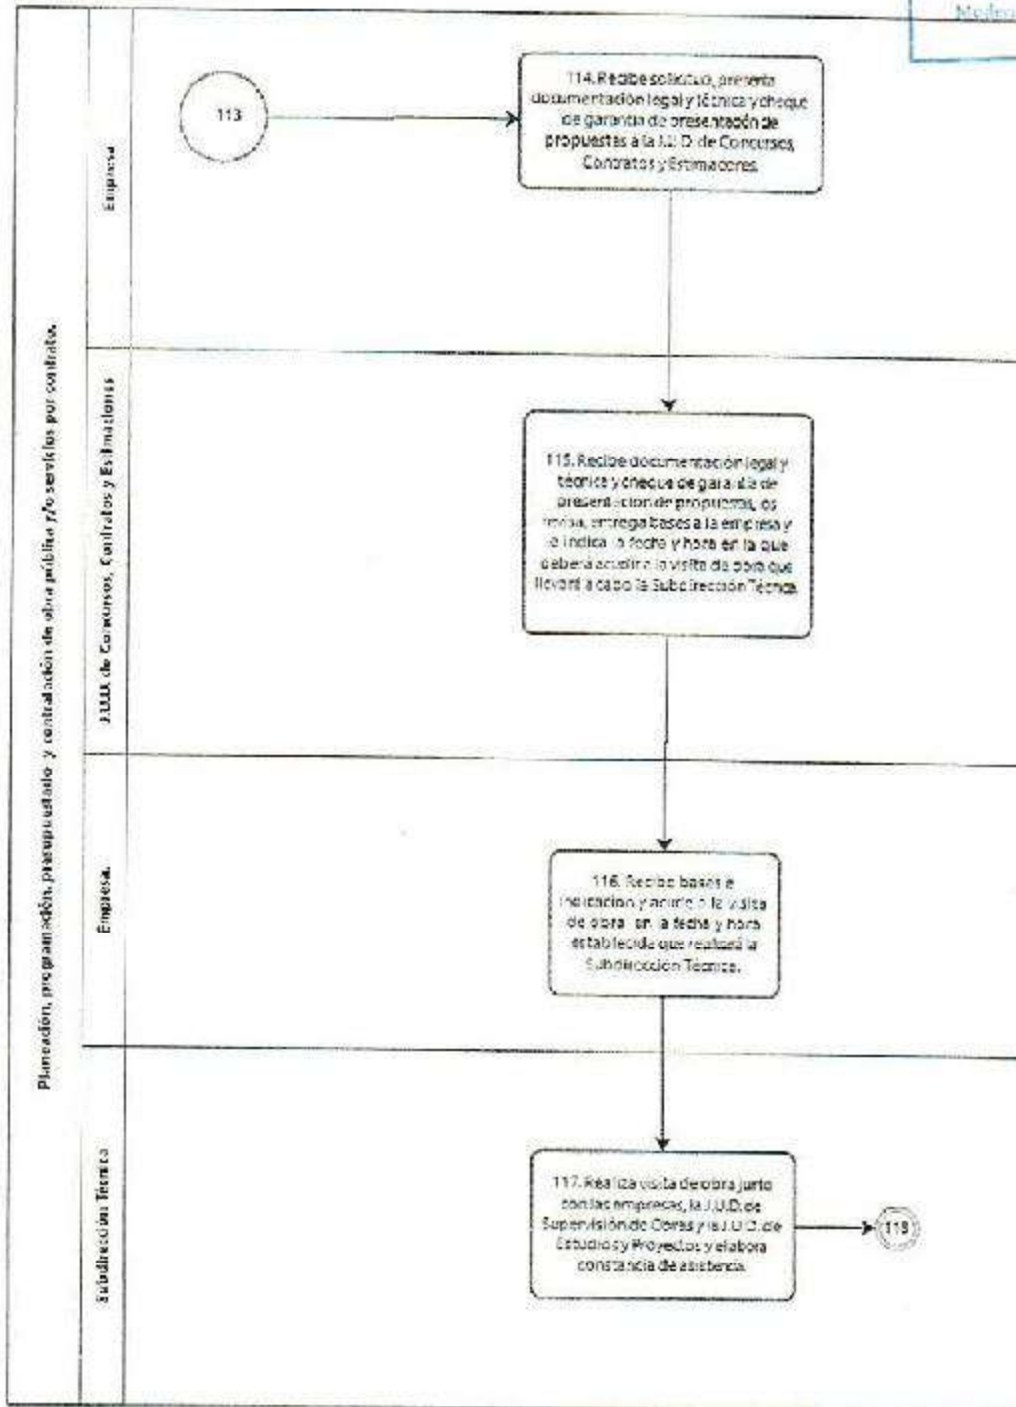 Moder
Planeación, programación, presupuestado y contratación de obra pública y/o servicios por contrato.
Empresa
113
114. Recibe solicitud, presenta
documentación legal y técnica y cheque
de garantía de presentación de
propuestas a la J.U.D. de Concursos,
Contratos y Estimaciones.
J.U.D. de Concursos, Contratos y Estimaciones
115. Recibe documentación legal y
técnica y cheque de garantía de
presentación de propuestas, los
revisa, entrega bases a la empresa y
le indica la fecha y hora en la que
deberá acudir a la visita de obra que
llevará a cabo la Subdirección Técnica.
Empresa.
116. Recibe bases e
indicación y acude a la visita
de obra en la fecha y hora
establecida que realizará la
Subdirección Técnica.
Subdirección Técnica
117. Realiza visita de obra junto
con las empresas, la J.U.D. de
Supervisión de Obras y la J.U.D. de
Estudios y Proyectos y elabora
constancia de asistencia.
118